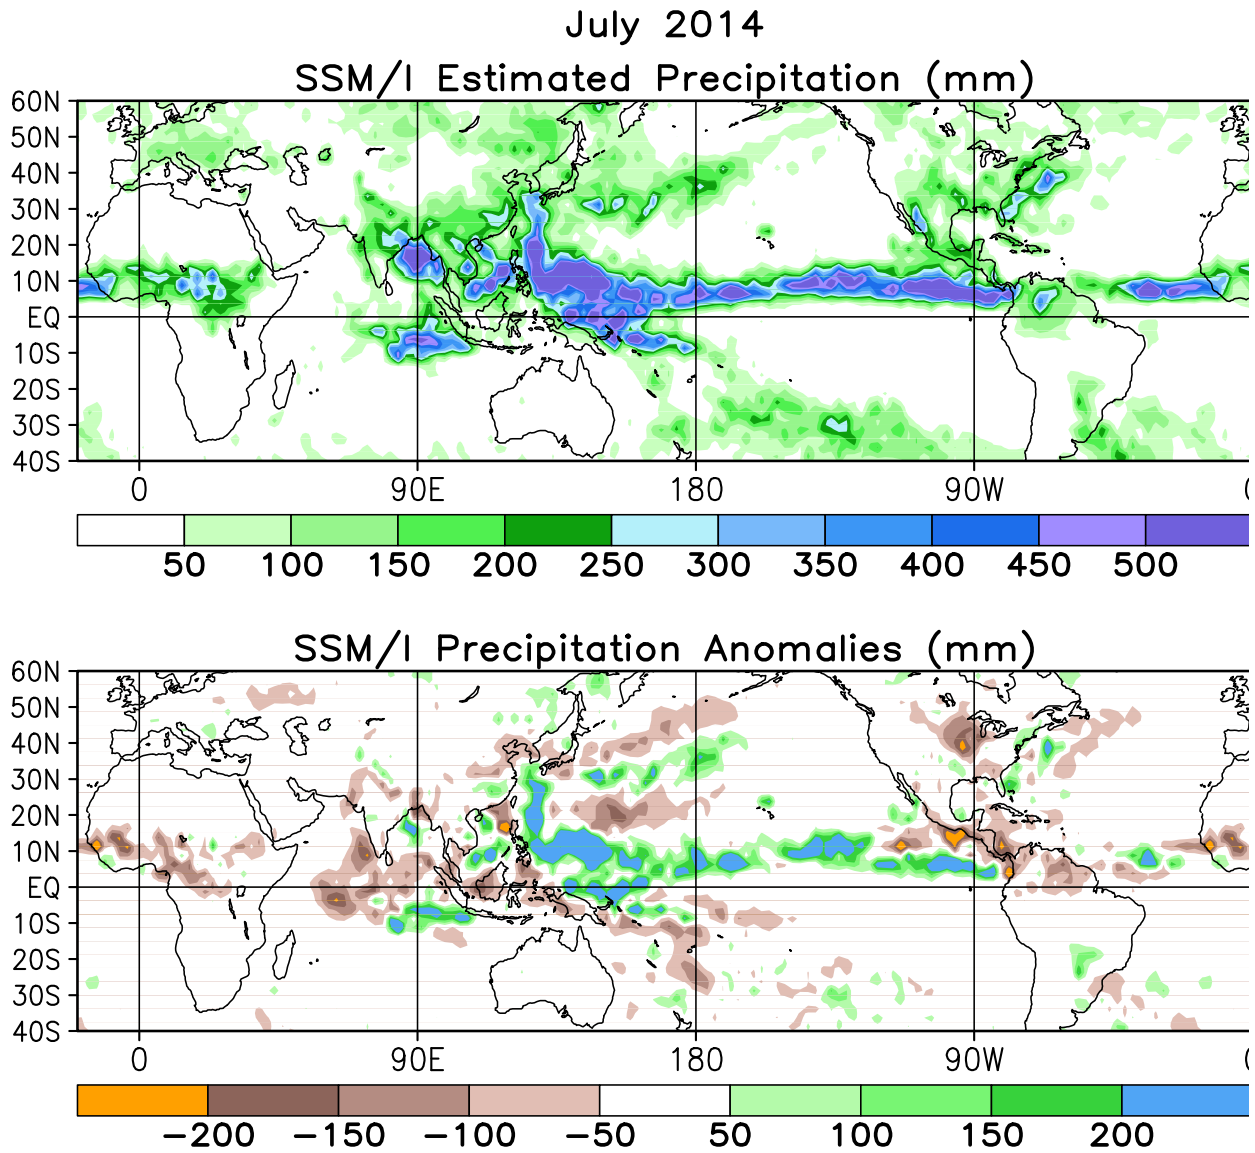 July 2014
SSM/I Estimated Precipitation (mm)
60N
50N
40N
30N
20N
10N
EQ
10S
20S
30S
40S
0 90E 180 90W 0
50 100 150 200 250 300 350 400 450 500
SSM/I Precipitation Anomalies (mm)
60N
50N
40N
30N
20N
10N
EQ
10S
20S
30S
40S
0 90E 180 90W 0
−200 −150 −100 −50 50 100 150 200